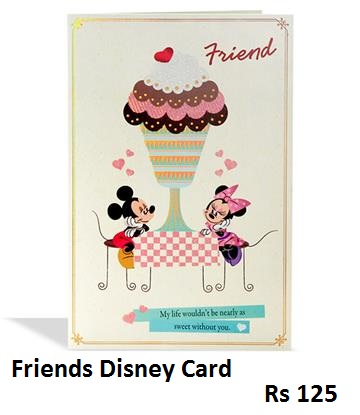 Friend
My life wouldn't be nearly as
sweet without you.
Friends Disney Card
Rs 125